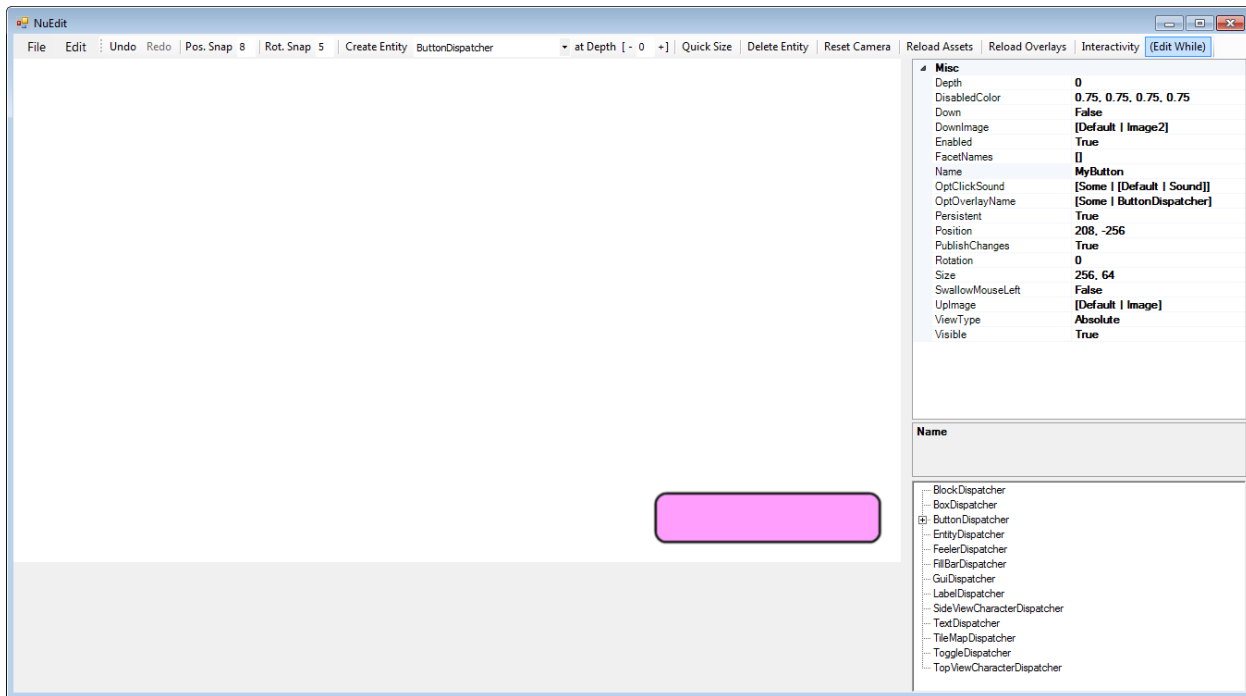 NuEdit
File Edit Undo Redo Pos. Snap 8 Rot. Snap 5 Create Entity ButtonDispatcher at Depth [ - 0 + ] Quick Size Delete Entity Reset Camera Reload Assets Reload Overlays Interactivity (Edit While)
Misc
Depth 0
DisabledColor 0.75, 0.75, 0.75, 0.75
Down False
DownImage [Default | Image2]
Enabled True
FacetNames []
Name MyButton
OptClickSound [Some | [Default | Sound]]
OptOverlayName [Some | ButtonDispatcher]
Persistent True
Position 208, -256
PublishChanges True
Rotation 0
Size 256, 64
SwallowMouseLeft False
UpImage [Default | Image]
ViewType Absolute
Visible True
Name
BlockDispatcher
BoxDispatcher
ButtonDispatcher
EntityDispatcher
FeelerDispatcher
FillBarDispatcher
GuiDispatcher
LabelDispatcher
SideViewCharacterDispatcher
TextDispatcher
TileMapDispatcher
ToggleDispatcher
TopViewCharacterDispatcher